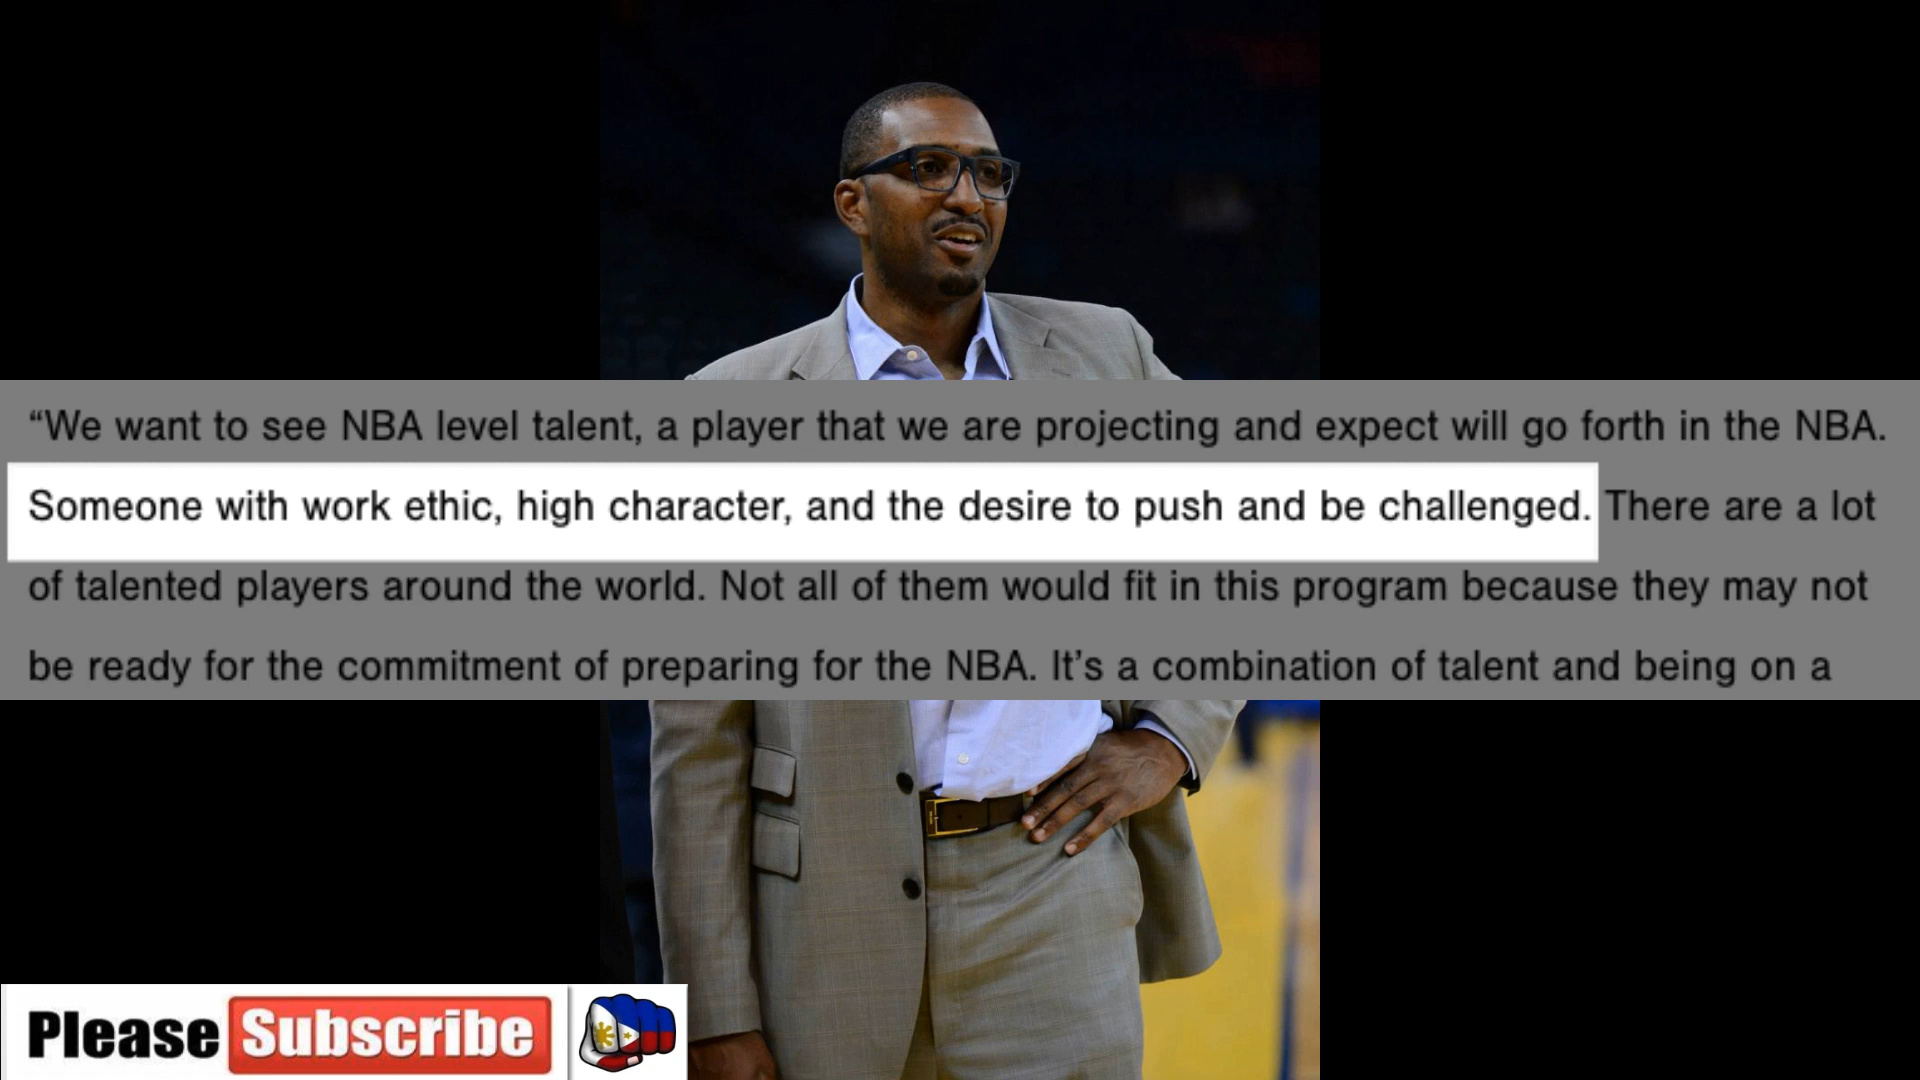 “We want to see NBA level talent, a player that we are projecting and expect will go forth in the NBA.
Someone with work ethic, high character, and the desire to push and be challenged. There are a lot
of talented players around the world. Not all of them would fit in this program because they may not
be ready for the commitment of preparing for the NBA. It’s a combination of talent and being on a
Please Subscribe